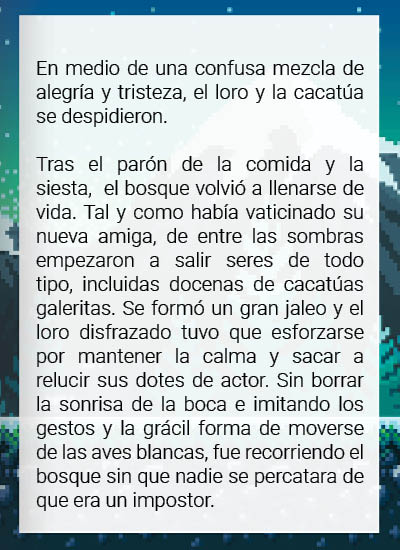 En medio de una confusa mezcla de
alegría y tristeza, el loro y la cacatúa
se despidieron.
Tras el parón de la comida y la
siesta, el bosque volvió a llenarse de
vida. Tal y como había vaticinado su
nueva amiga, de entre las sombras
empezaron a salir seres de todo
tipo, incluidas docenas de cacatúas
galeritas. Se formó un gran jaleo y el
loro disfrazado tuvo que esforzarse
por mantener la calma y sacar a
relucir sus dotes de actor. Sin borrar
la sonrisa de la boca e imitando los
gestos y la grácil forma de moverse
de las aves blancas, fue recorriendo el
bosque sin que nadie se percatara de
que era un impostor.